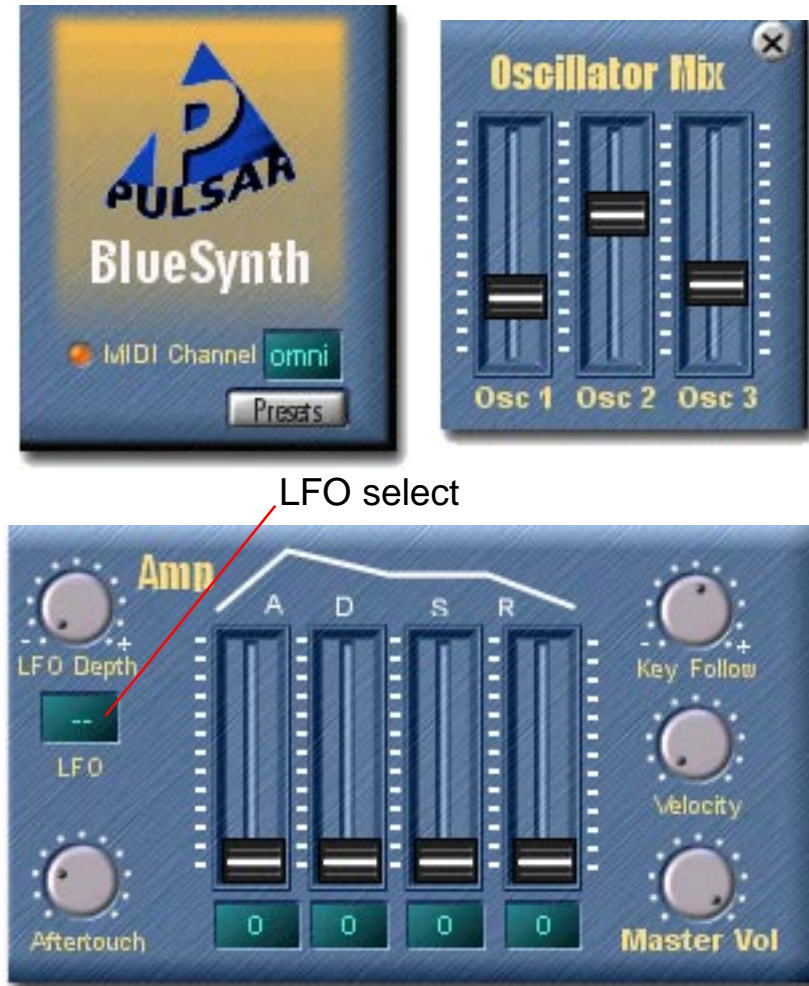 PULSAR
BlueSynth
MIDI Channel omni
Presets
Oscillator Mix
Osc 1 Osc 2 Osc 3
LFO select
Amp
A D S R
- +
LFO Depth
--
LFO
Aftertouch
0 0 0 0
- +
Key Follow
Velocity
Master Vol